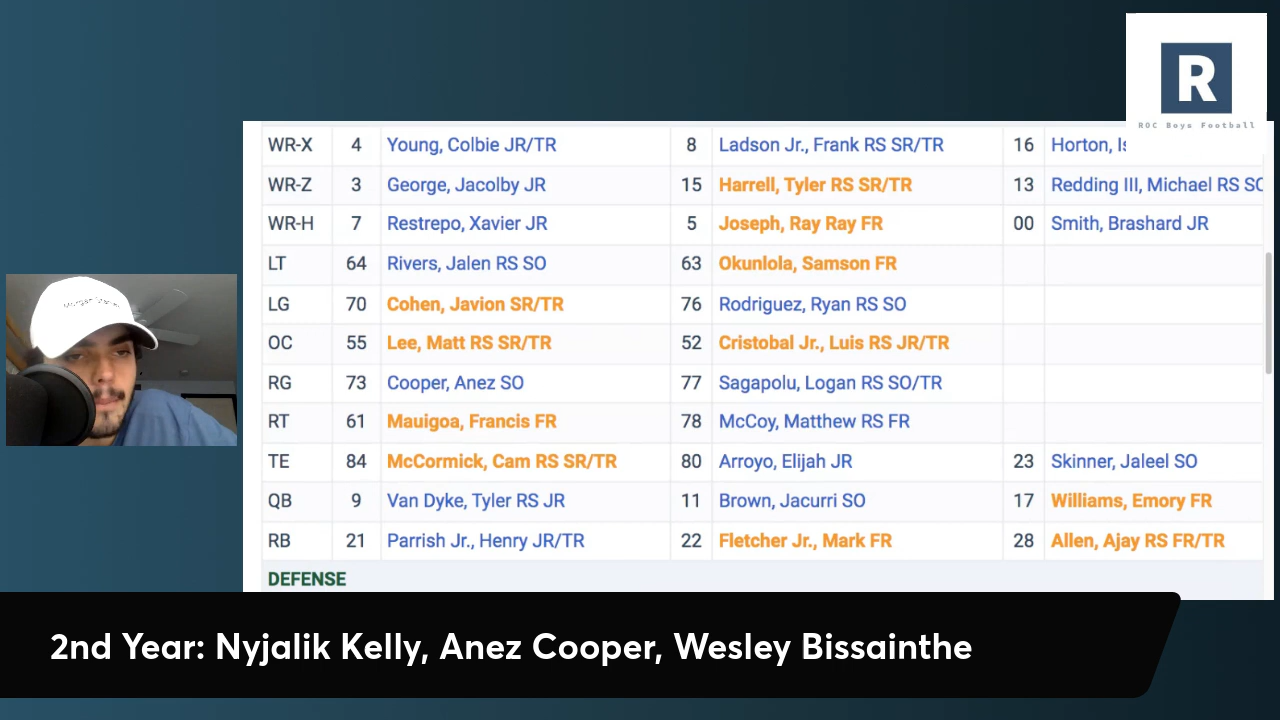 R
ROC Boys Football
WR-X 4 Young, Colbie JR/TR 8 Ladson Jr., Frank RS SR/TR 16 Horton, Is
WR-Z 3 George, Jacolby JR 15 Harrell, Tyler RS SR/TR 13 Redding III, Michael RS SO
WR-H 7 Restrepo, Xavier JR 5 Joseph, Ray Ray FR 00 Smith, Brashard JR
LT 64 Rivers, Jalen RS SO 63 Okunlola, Samson FR
LG 70 Cohen, Javion SR/TR 76 Rodriguez, Ryan RS SO
OC 55 Lee, Matt RS SR/TR 52 Cristobal Jr., Luis RS JR/TR
RG 73 Cooper, Anez SO 77 Sagapolu, Logan RS SO/TR
RT 61 Mauigoa, Francis FR 78 McCoy, Matthew RS FR
TE 84 McCormick, Cam RS SR/TR 80 Arroyo, Elijah JR 23 Skinner, Jaleel SO
QB 9 Van Dyke, Tyler RS JR 11 Brown, Jacurri SO 17 Williams, Emory FR
RB 21 Parrish Jr., Henry JR/TR 22 Fletcher Jr., Mark FR 28 Allen, Ajay RS FR/TR
DEFENSE
2nd Year: Nyjalik Kelly, Anez Cooper, Wesley Bissainthe